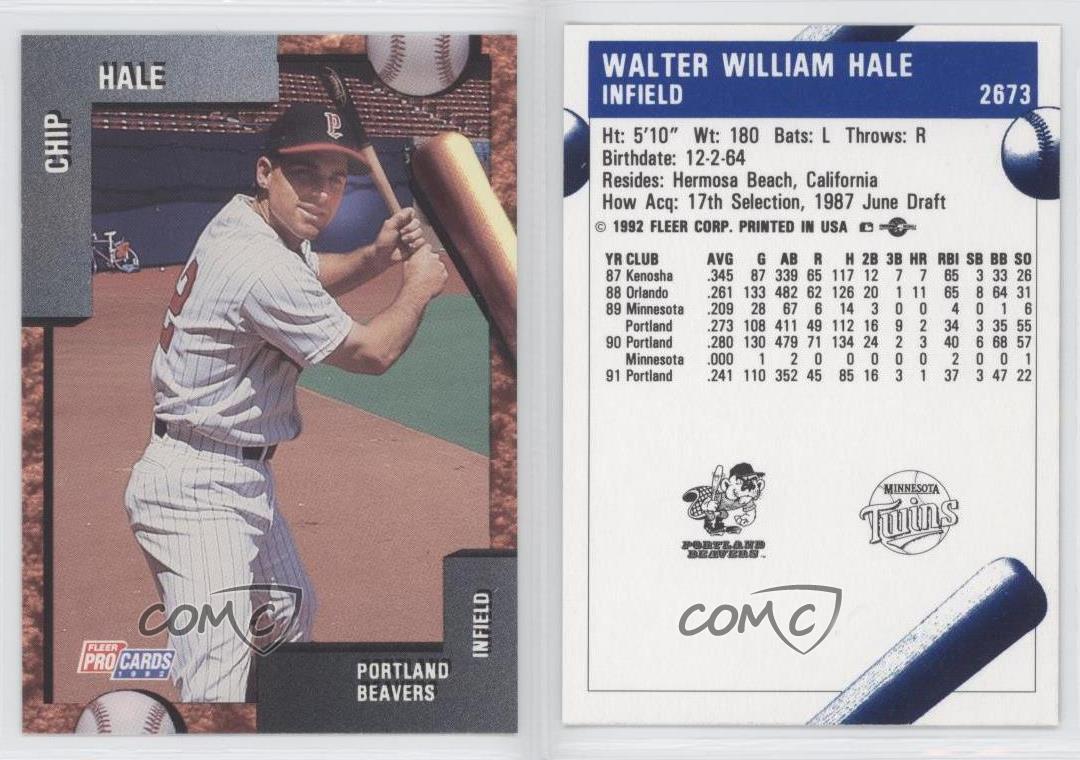 HALE
CHIP
P
2
INFIELD
PORTLAND
BEAVERS
FLEER
PRO CARDS
1992
COMC
WALTER WILLIAM HALE
INFIELD 2673
Ht: 5'10" Wt: 180 Bats: L Throws: R
Birthdate: 12-2-64
Resides: Hermosa Beach, California
How Acq: 17th Selection, 1987 June Draft
© 1992 FLEER CORP. PRINTED IN USA
YR CLUB AVG G AB R H 2B 3B HR RBI SB BB SO
87 Kenosha .345 87 339 65 117 12 7 7 65 3 33 26
88 Orlando .261 133 482 62 126 20 1 11 65 8 64 31
89 Minnesota .209 28 67 6 14 3 0 0 4 0 1 6
Portland .273 108 411 49 112 16 9 2 34 3 35 55
90 Portland .280 130 479 71 134 24 2 3 40 6 68 57
Minnesota .000 1 2 0 0 0 0 0 2 0 0 1
91 Portland .241 110 352 45 85 16 3 1 37 3 47 22
PORTLAND
BEAVERS
MINNESOTA
Twins
COMC